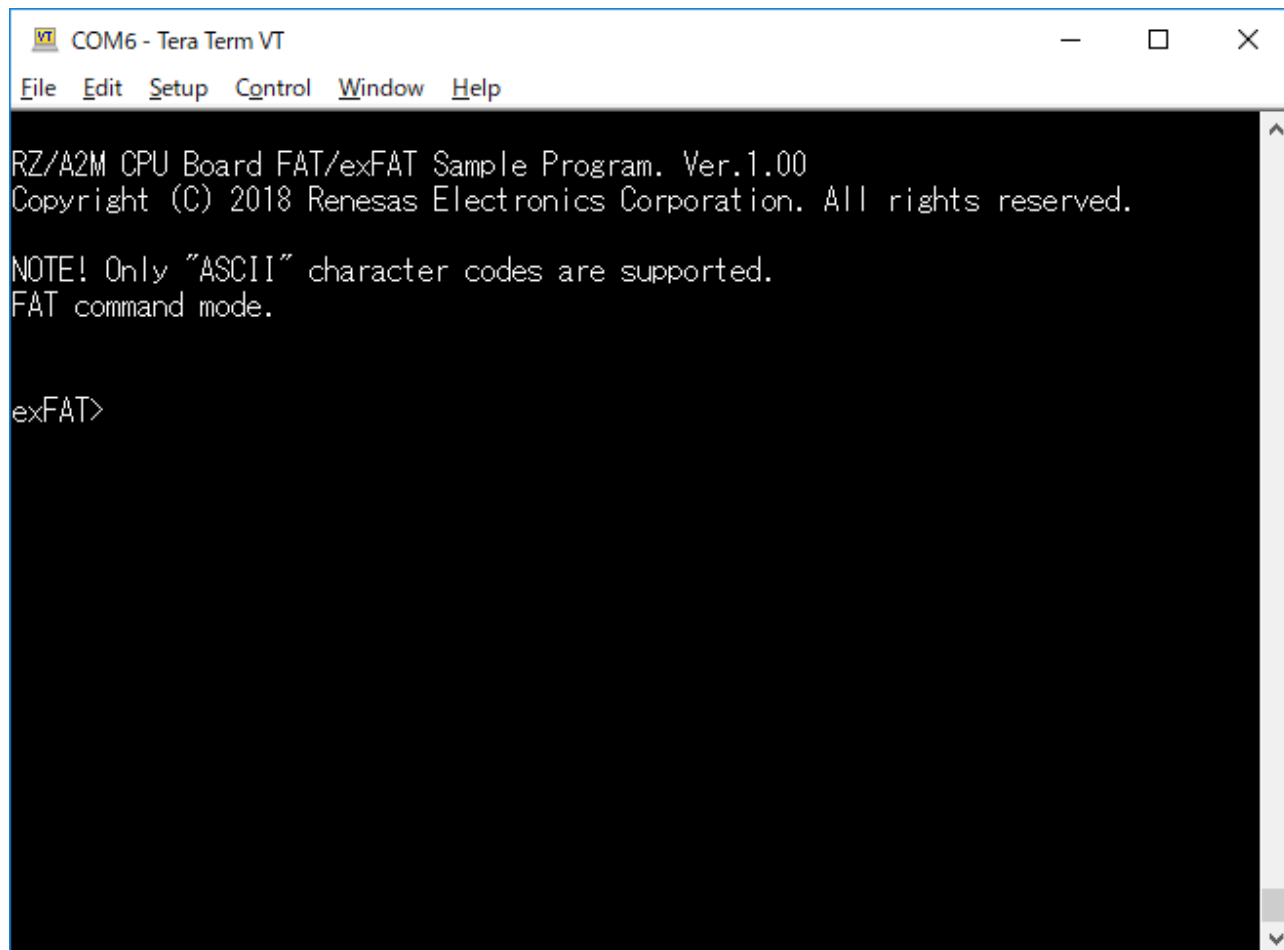 COM6 - Tera Term VT
File Edit Setup Control Window Help
RZ/A2M CPU Board FAT/exFAT Sample Program. Ver.1.00
Copyright (C) 2018 Renesas Electronics Corporation. All rights reserved.
NOTE! Only "ASCII" character codes are supported.
FAT command mode.
exFAT>